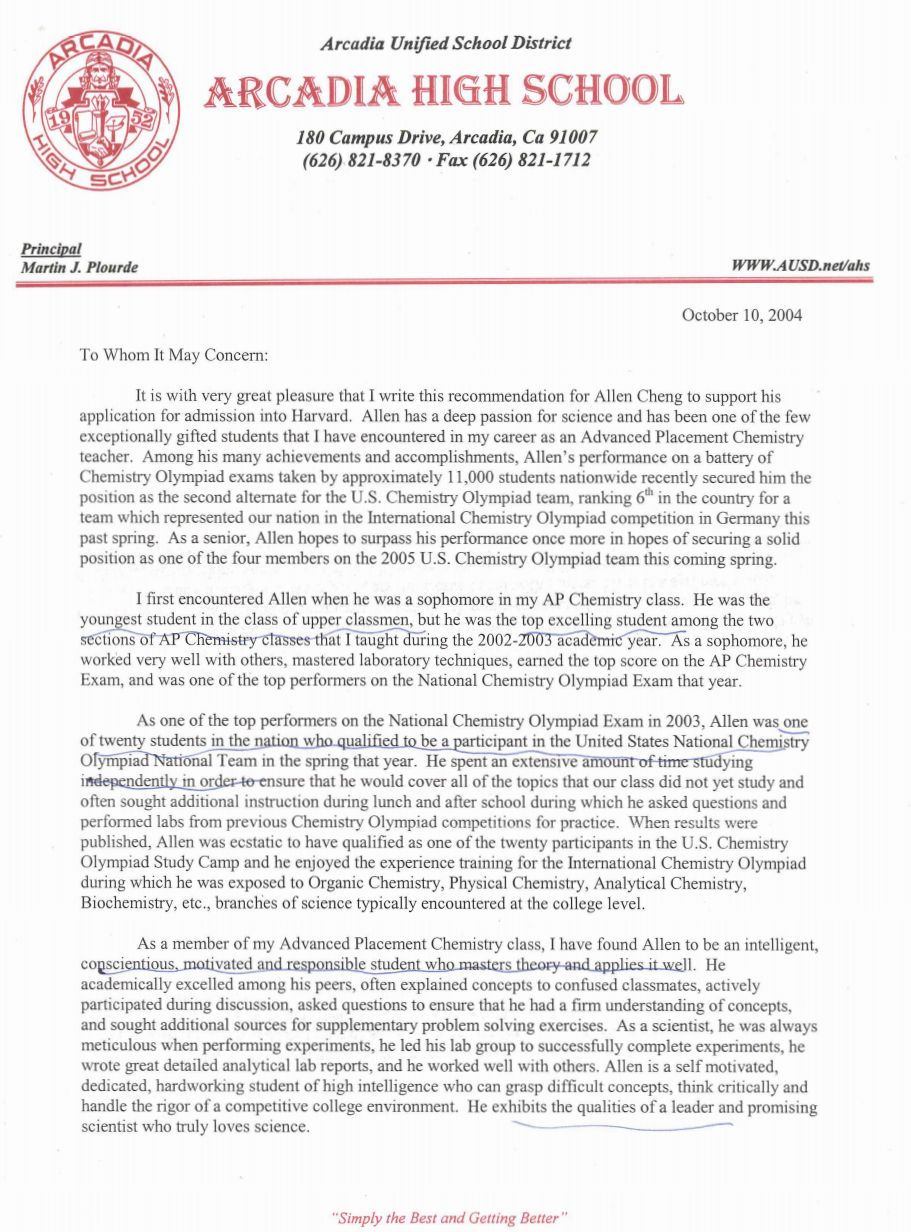 ARCADIA
1952
HIGH SCHOOL
Arcadia Unified School District
ARCADIA HIGH SCHOOL
180 Campus Drive, Arcadia, Ca 91007
(626) 821-8370 · Fax (626) 821-1712
Principal
Martin J. Plourde
WWW.AUSD.net/ahs
October 10, 2004
To Whom It May Concern:
It is with very great pleasure that I write this recommendation for Allen Cheng to support his
application for admission into Harvard. Allen has a deep passion for science and has been one of the few
exceptionally gifted students that I have encountered in my career as an Advanced Placement Chemistry
teacher. Among his many achievements and accomplishments, Allen's performance on a battery of
Chemistry Olympiad exams taken by approximately 11,000 students nationwide recently secured him the
position as the second alternate for the U.S. Chemistry Olympiad team, ranking 6th in the country for a
team which represented our nation in the International Chemistry Olympiad competition in Germany this
past spring. As a senior, Allen hopes to surpass his performance once more in hopes of securing a solid
position as one of the four members on the 2005 U.S. Chemistry Olympiad team this coming spring.
I first encountered Allen when he was a sophomore in my AP Chemistry class. He was the
youngest student in the class of upper classmen, but he was the top excelling student among the two
sections of AP Chemistry classes that I taught during the 2002-2003 academic year. As a sophomore, he
worked very well with others, mastered laboratory techniques, earned the top score on the AP Chemistry
Exam, and was one of the top performers on the National Chemistry Olympiad Exam that year.
As one of the top performers on the National Chemistry Olympiad Exam in 2003, Allen was one
of twenty students in the nation who qualified to be a participant in the United States National Chemistry
Olympiad National Team in the spring that year. He spent an extensive amount of time studying
independently in order to ensure that he would cover all of the topics that our class did not yet study and
often sought additional instruction during lunch and after school during which he asked questions and
performed labs from previous Chemistry Olympiad competitions for practice. When results were
published, Allen was ecstatic to have qualified as one of the twenty participants in the U.S. Chemistry
Olympiad Study Camp and he enjoyed the experience training for the International Chemistry Olympiad
during which he was exposed to Organic Chemistry, Physical Chemistry, Analytical Chemistry,
Biochemistry, etc., branches of science typically encountered at the college level.
As a member of my Advanced Placement Chemistry class, I have found Allen to be an intelligent,
conscientious, motivated and responsible student who masters theory and applies it well. He
academically excelled among his peers, often explained concepts to confused classmates, actively
participated during discussion, asked questions to ensure that he had a firm understanding of concepts,
and sought additional sources for supplementary problem solving exercises. As a scientist, he was always
meticulous when performing experiments, he led his lab group to successfully complete experiments, he
wrote great detailed analytical lab reports, and he worked well with others. Allen is a self motivated,
dedicated, hardworking student of high intelligence who can grasp difficult concepts, think critically and
handle the rigor of a competitive college environment. He exhibits the qualities of a leader and promising
scientist who truly loves science.
"Simply the Best and Getting Better"